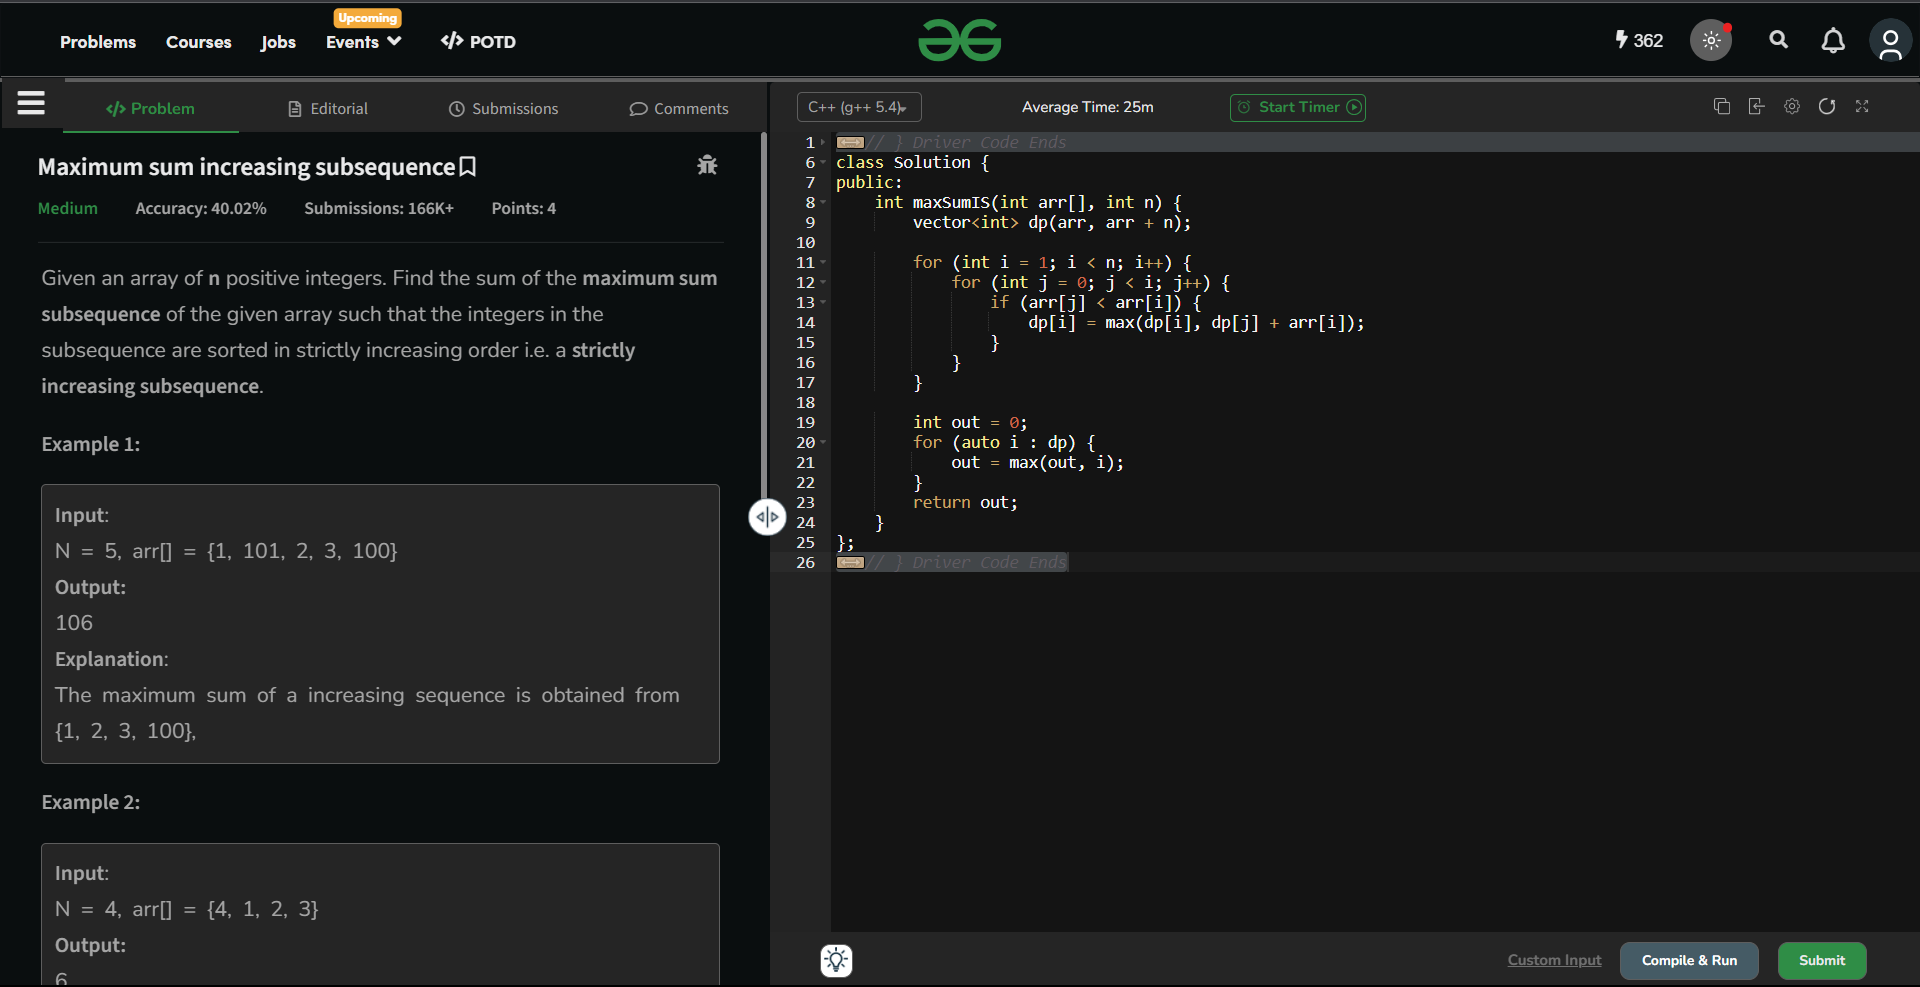 Upcoming
Problems Courses Jobs Events </> POTD
362
</> Problem Editorial Submissions Comments
Maximum sum increasing subsequence
Medium Accuracy: 40.02% Submissions: 166K+ Points: 4
Given an array of n positive integers. Find the sum of the maximum sum
subsequence of the given array such that the integers in the
subsequence are sorted in strictly increasing order i.e. a strictly
increasing subsequence.
Example 1:
Input:
N = 5, arr[] = {1, 101, 2, 3, 100}
Output:
106
Explanation:
The maximum sum of a increasing sequence is obtained from
{1, 2, 3, 100},
Example 2:
Input:
N = 4, arr[] = {4, 1, 2, 3}
Output:
6
C++ (g++ 5.4) Average Time: 25m Start Timer
1 // } Driver Code Ends
6 class Solution {
7 public:
8     int maxSumIS(int arr[], int n) {
9         vector<int> dp(arr, arr + n);
10
11         for (int i = 1; i < n; i++) {
12             for (int j = 0; j < i; j++) {
13                 if (arr[j] < arr[i]) {
14                     dp[i] = max(dp[i], dp[j] + arr[i]);
15                 }
16             }
17         }
18
19         int out = 0;
20         for (auto i : dp) {
21             out = max(out, i);
22         }
23         return out;
24     }
25 };
26 // } Driver Code Ends
Custom Input Compile & Run Submit